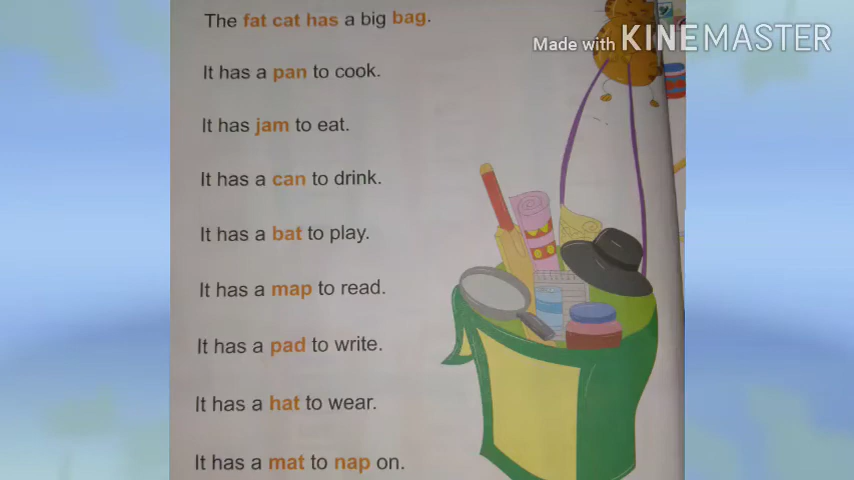 The fat cat has a big bag.
Made with KINEMASTER
It has a pan to cook.
It has jam to eat.
It has a can to drink.
It has a bat to play.
It has a map to read.
It has a pad to write.
It has a hat to wear.
It has a mat to nap on.